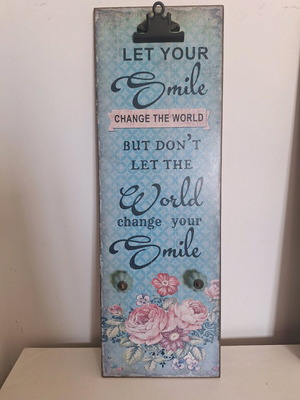 LET YOUR
Smile
CHANGE THE WORLD
BUT DON'T
LET THE
World
change your
Smile